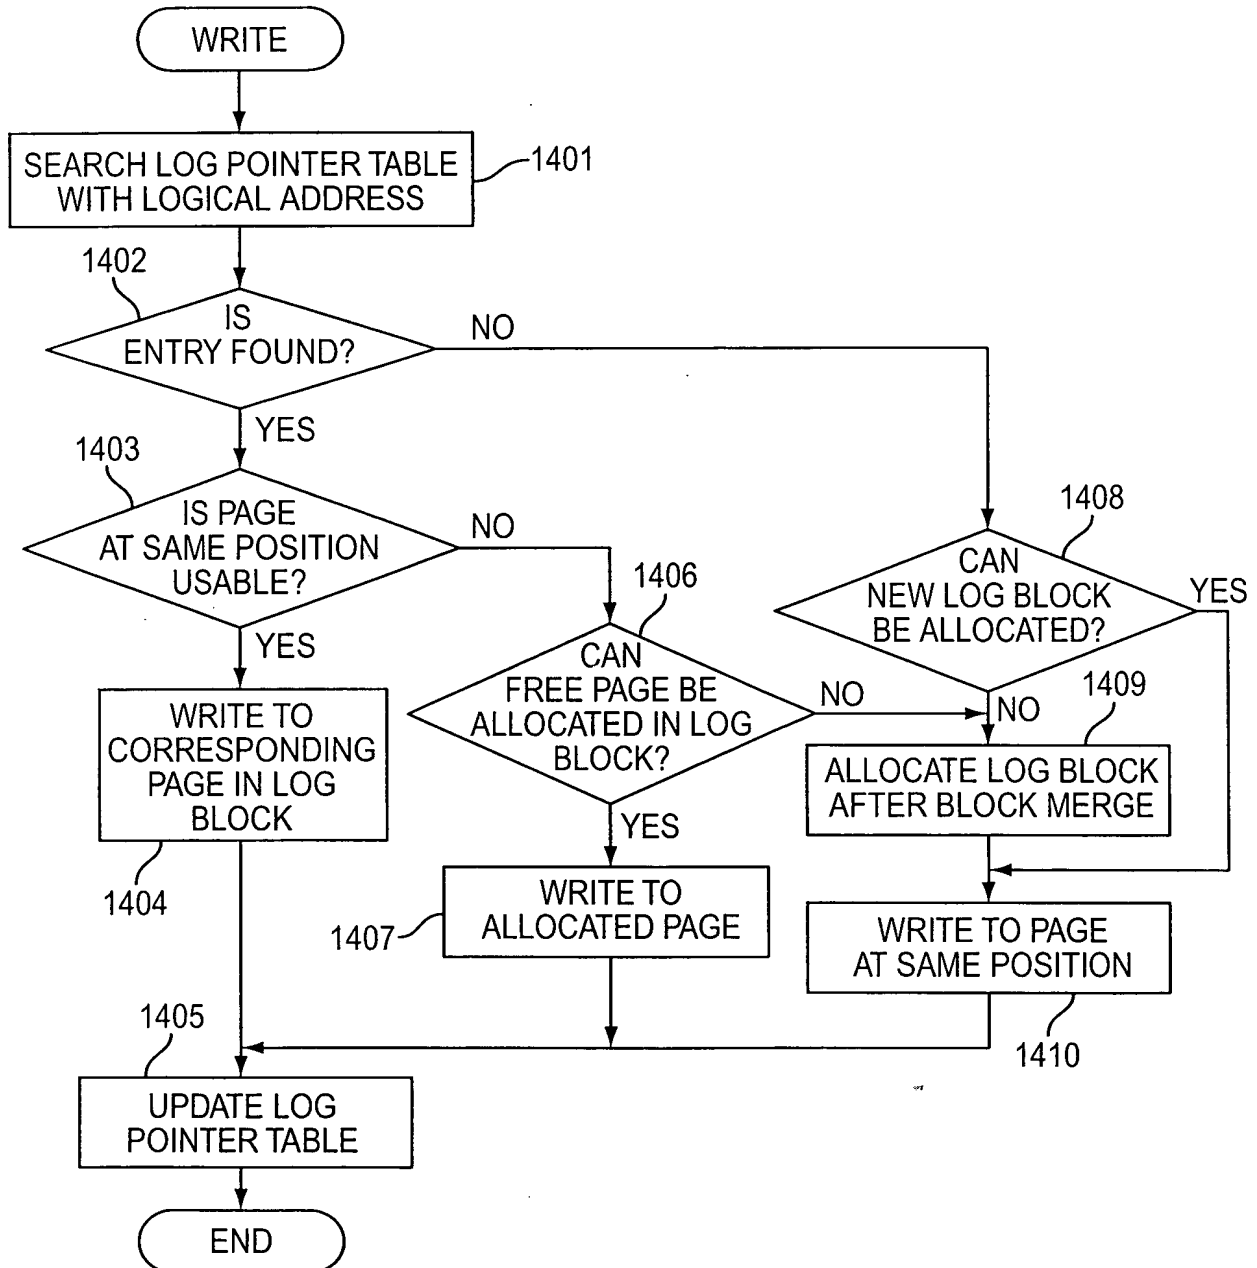 WRITE
SEARCH LOG POINTER TABLE
WITH LOGICAL ADDRESS
1401
1402
IS
ENTRY FOUND?
NO
YES
1403
IS PAGE
AT SAME POSITION
USABLE?
NO
YES
1406
CAN
FREE PAGE BE
ALLOCATED IN LOG
BLOCK?
NO
YES
1408
CAN
NEW LOG BLOCK
BE ALLOCATED?
YES
NO
1409
ALLOCATE LOG BLOCK
AFTER BLOCK MERGE
WRITE TO
CORRESPONDING
PAGE IN LOG
BLOCK
1404
WRITE TO
ALLOCATED PAGE
1407
WRITE TO PAGE
AT SAME POSITION
1410
1405
UPDATE LOG
POINTER TABLE
END